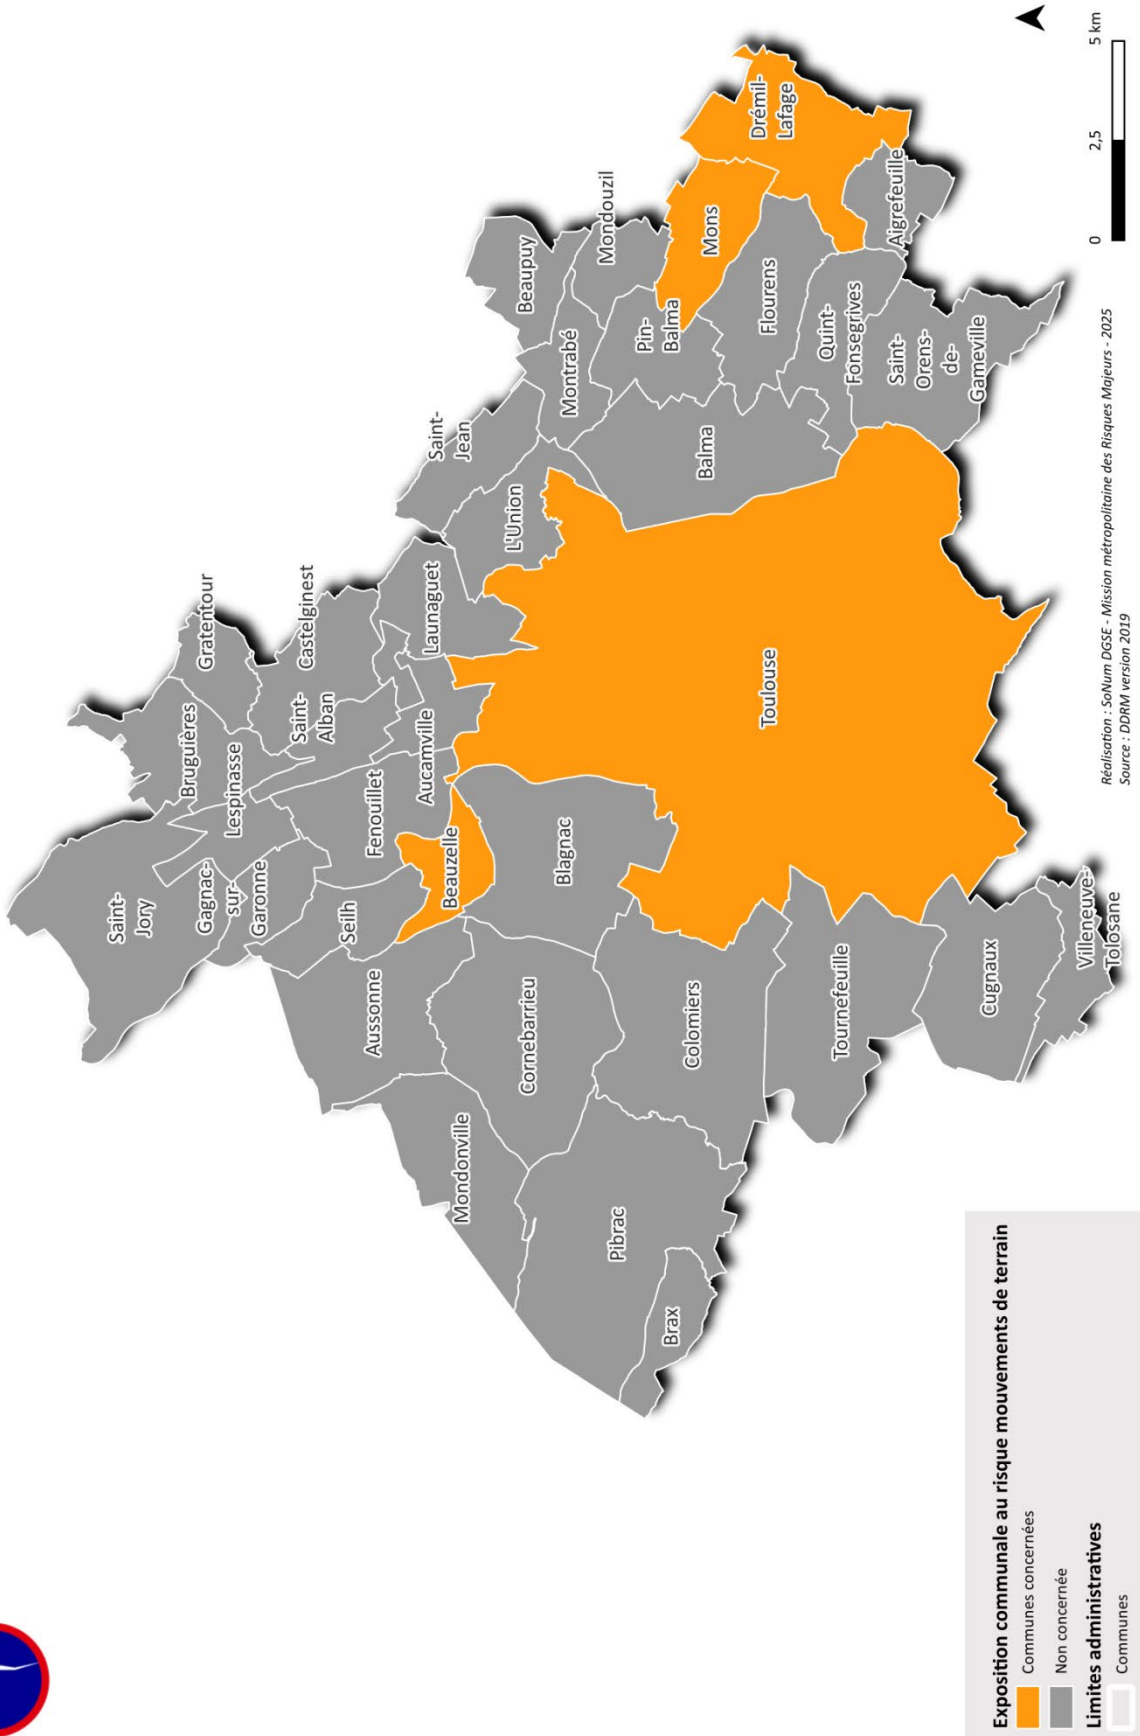 Saint-
Jory
Gratentour
Bruguières
Lespinasse
Gagnac-
sur-
Garonne
Castelginest
Saint-
Alban
Seilh
Fenouillet
Aucamville
Launaguet
Saint-
Jean
L'Union
Beaupuy
Montrabé
Mondouzil
Aussonne
Beauzelle
Mondonville
Cornebarrieu
Blagnac
Pin-
Balma
Mons
Drémil-
Lafage
Balma
Flourens
Pibrac
Brax
Colomiers
Toulouse
Quint-
Fonsegrives
Aigrefeuille
Tournefeuille
Saint-
Orens-
de-
Gameville
Cugnaux
Villeneuve-
Tolosane
Exposition communale au risque mouvements de terrain
Communes concernées
Non concernée
Limites administratives
Communes
Réalisation : SoNum DGSE - Mission métropolitaine des Risques Majeurs - 2025
Source : DDRM version 2019
0 2,5 5 km